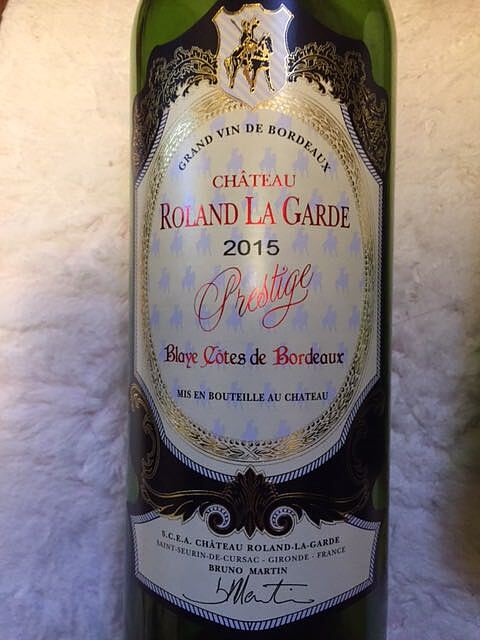 GRAND VIN DE BORDEAUX
CHÂTEAU
ROLAND LA GARDE
2015
Prestige
Blaye Côtes de Bordeaux
MIS EN BOUTEILLE AU CHATEAU
S.C.E.A. CHÂTEAU ROLAND-LA-GARDE
SAINT-SEURIN-DE-CURSAC - GIRONDE - FRANCE
BRUNO MARTIN
bMartin